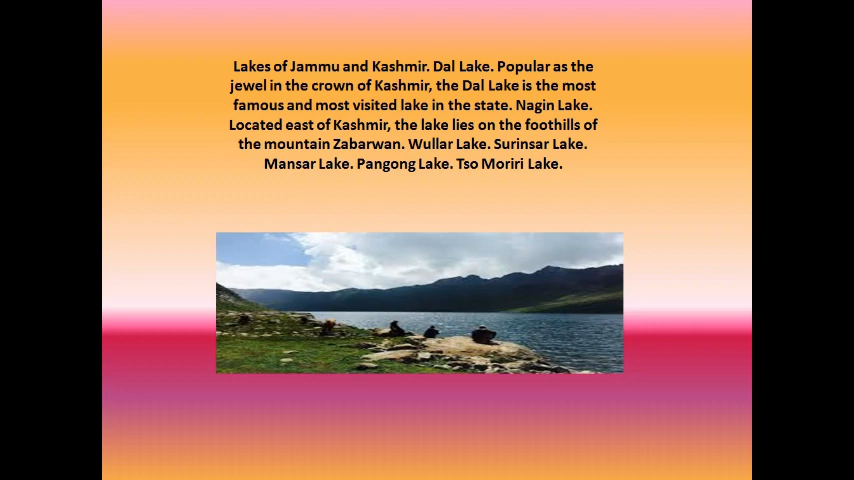 Lakes of Jammu and Kashmir. Dal Lake. Popular as the
jewel in the crown of Kashmir, the Dal Lake is the most
famous and most visited lake in the state. Nagin Lake.
Located east of Kashmir, the lake lies on the foothills of
the mountain Zabarwan. Wullar Lake. Surinsar Lake.
Mansar Lake. Pangong Lake. Tso Moriri Lake.